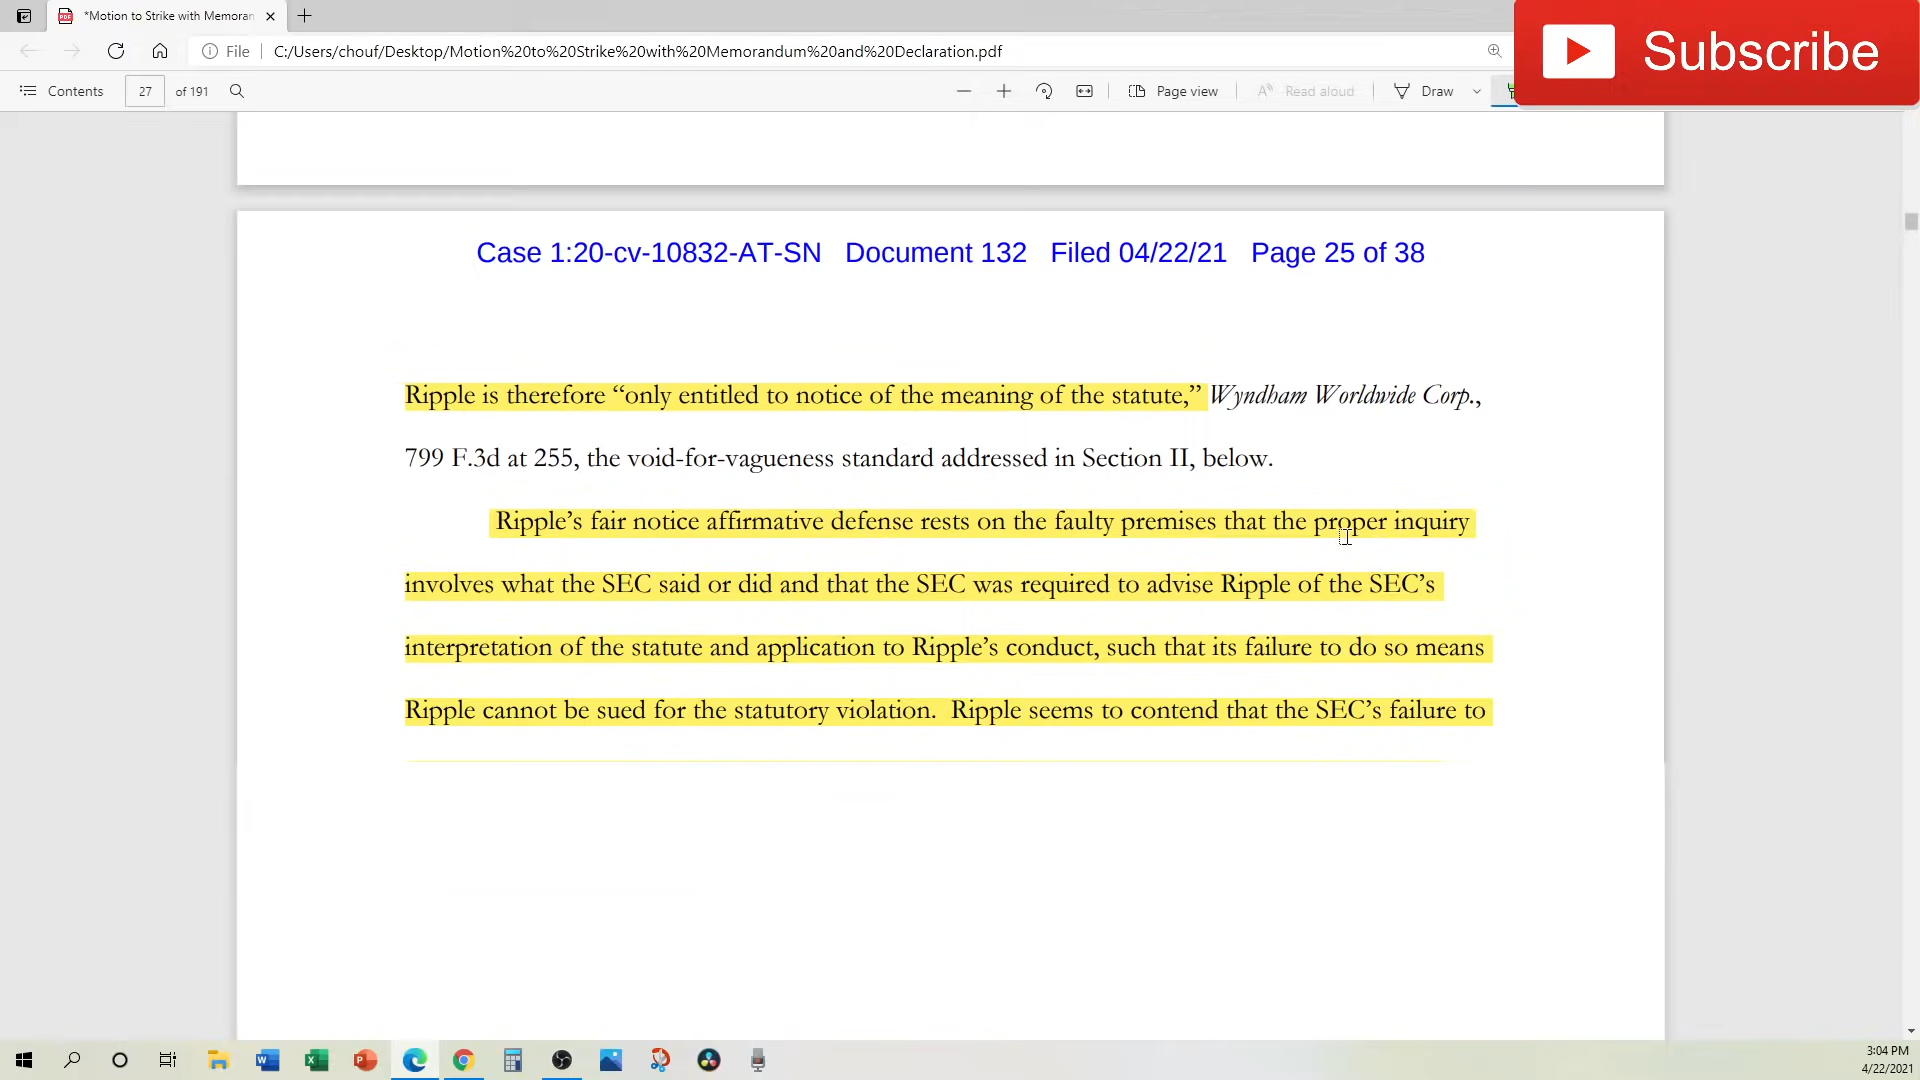 *Motion to Strike with Memoran
Subscribe
File
C:/Users/chouf/Desktop/Motion%20to%20Strike%20with%20Memorandum%20and%20Declaration.pdf
Contents
27
of 191
Page view
Read aloud
Draw
Case 1:20-cv-10832-AT-SN Document 132 Filed 04/22/21 Page 25 of 38
Ripple is therefore “only entitled to notice of the meaning of the statute,” Wyndham Worldwide Corp.,
799 F.3d at 255, the void-for-vagueness standard addressed in Section II, below.
Ripple’s fair notice affirmative defense rests on the faulty premises that the proper inquiry
involves what the SEC said or did and that the SEC was required to advise Ripple of the SEC’s
interpretation of the statute and application to Ripple’s conduct, such that its failure to do so means
Ripple cannot be sued for the statutory violation. Ripple seems to contend that the SEC’s failure to
3:04 PM
4/22/2021